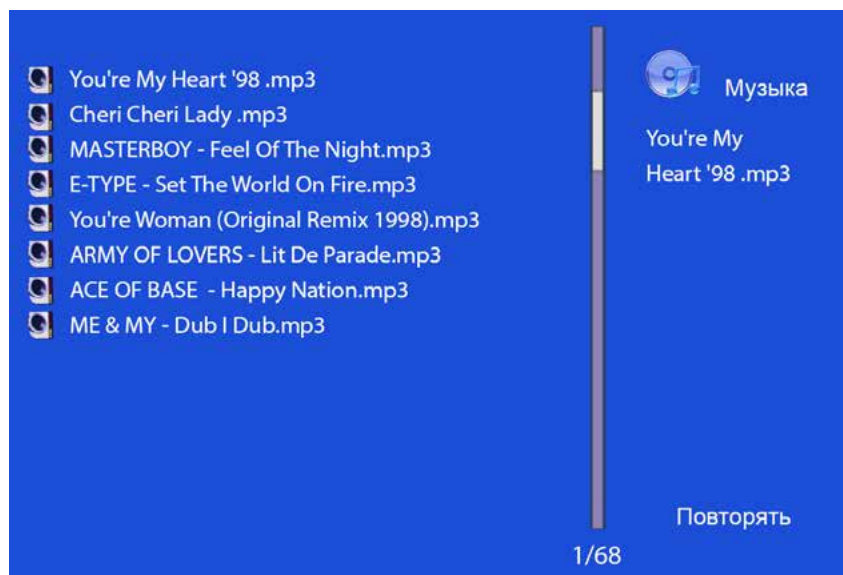 You're My Heart '98 .mp3
Cheri Cheri Lady .mp3
MASTERBOY - Feel Of The Night.mp3
E-TYPE - Set The World On Fire.mp3
You're Woman (Original Remix 1998).mp3
ARMY OF LOVERS - Lit De Parade.mp3
ACE OF BASE - Happy Nation.mp3
ME & MY - Dub I Dub.mp3
Музыка
You're My
Heart '98 .mp3
Повторять
1/68